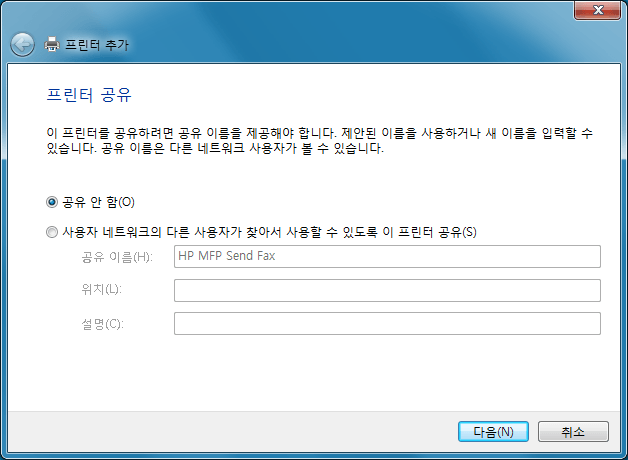 프린터 추가
프린터 공유
이 프린터를 공유하려면 공유 이름을 제공해야 합니다. 제안된 이름을 사용하거나 새 이름을 입력할 수
있습니다. 공유 이름은 다른 네트워크 사용자가 볼 수 있습니다.
공유 안 함(O)
사용자 네트워크의 다른 사용자가 찾아서 사용할 수 있도록 이 프린터 공유(S)
공유 이름(H): HP MFP Send Fax
위치(L):
설명(C):
다음(N) 취소